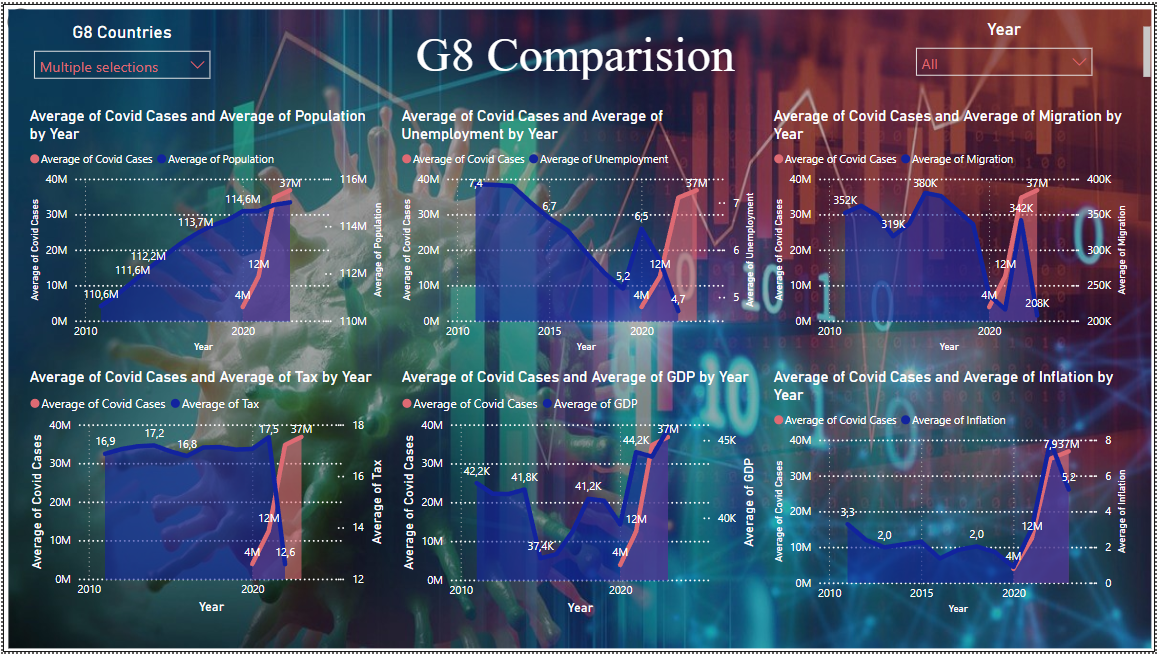 G8 Countries
Multiple selections
G8 Comparision
Year
All
Average of Covid Cases and Average of Population
by Year
Average of Covid Cases Average of Population
40M
30M
20M
10M
0M
Average of Covid Cases
110,6M
111,6M
112,2M
113,7M
114,6M
4M
12M
37M
116M
114M
112M
110M
Average of Population
2010
2020
Year
Average of Covid Cases and Average of
Unemployment by Year
Average of Covid Cases Average of Unemployment
40M
30M
20M
10M
0M
Average of Covid Cases
7,4
6,7
5,2
6,5
4M
12M
4,7
37M
7
6
5
Average of Unemployment
2010
2015
2020
Year
Average of Covid Cases and Average of Migration by
Year
Average of Covid Cases Average of Migration
40M
30M
20M
10M
0M
Average of Covid Cases
352K
319K
380K
4M
12M
342K
37M
208K
400K
350K
300K
250K
200K
Average of Migration
2010
2020
Year
Average of Covid Cases and Average of Tax by Year
Average of Covid Cases Average of Tax
40M
30M
20M
10M
0M
Average of Covid Cases
16,9
17,2
16,8
17,5
37M
12M
4M
12,6
18
16
14
12
Average of Tax
2010
2020
Year
Average of Covid Cases and Average of GDP by Year
Average of Covid Cases Average of GDP
40M
30M
20M
10M
0M
Average of Covid Cases
42,2K
41,8K
37,4K
41,2K
44,2K
37M
12M
4M
45K
40K
Average of GDP
2010
2020
Year
Average of Covid Cases and Average of Inflation by
Year
Average of Covid Cases Average of Inflation
40M
30M
20M
10M
0M
Average of Covid Cases
3,3
2,0
2,0
4M
12M
7,9
37M
5,2
8
6
4
2
0
Average of Inflation
2010
2015
2020
Year
10
1
0
0
0
10